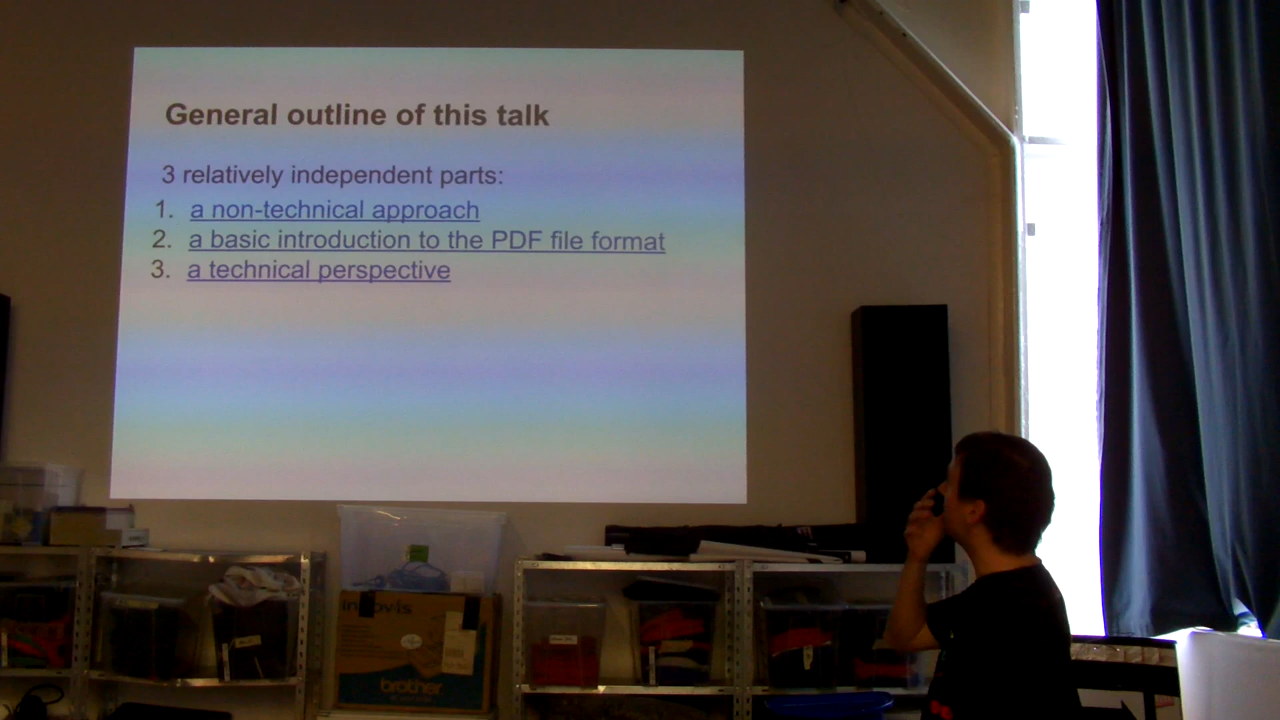 General outline of this talk
3 relatively independent parts:
1. a non-technical approach
2. a basic introduction to the PDF file format
3. a technical perspective
brother